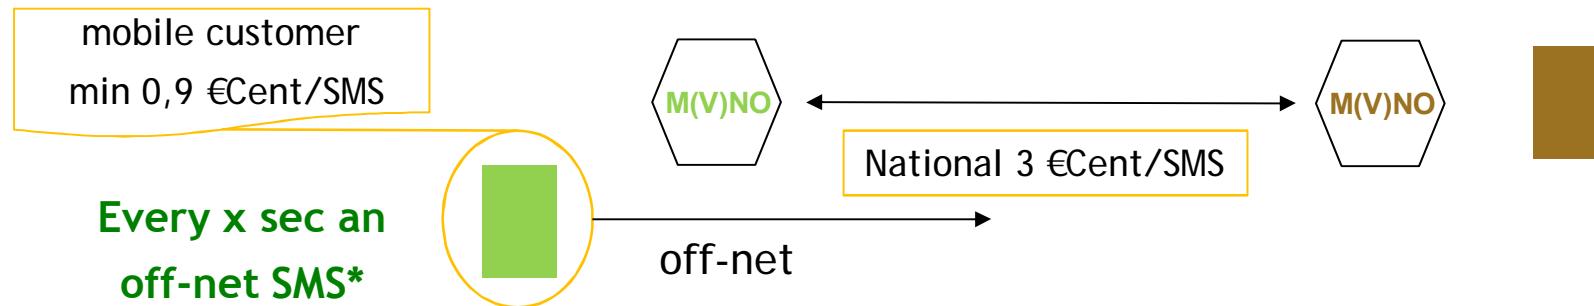 mobile customer
min 0,9 €Cent/SMS
M(V)NO
M(V)NO
National 3 €Cent/SMS
Every x sec an
off-net SMS*
off-net